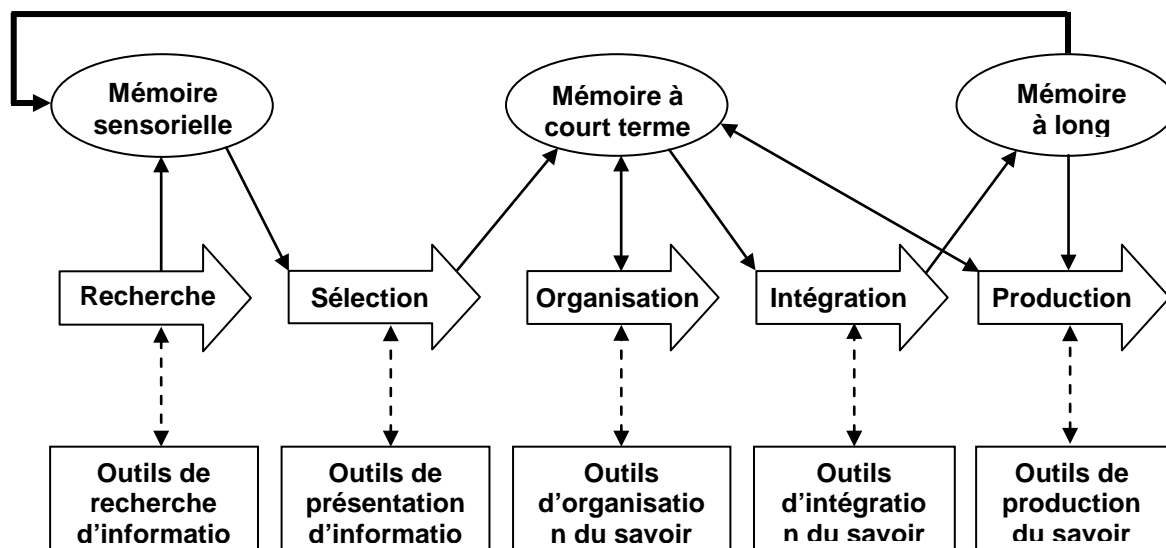 Mémoire
sensorielle
Mémoire à
court terme
Mémoire
à long
Recherche
Sélection
Organisation
Intégration
Production
Outils de
recherche
d'informatio
Outils de
présentation
d'informatio
Outils
d'organisatio
n du savoir
Outils
d'intégratio
n du savoir
Outils de
production
du savoir